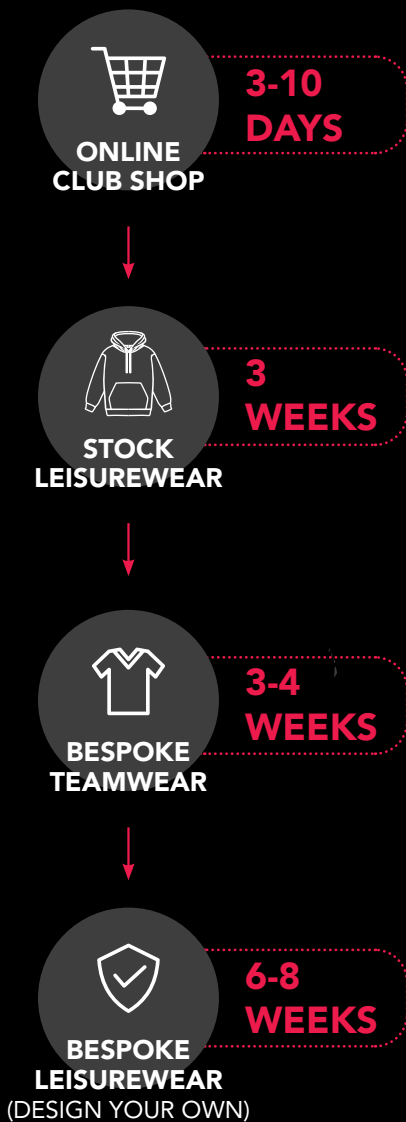 ONLINE
CLUB SHOP
3-10
DAYS
STOCK
LEISUREWEAR
3
WEEKS
BESPOKE
TEAMWEAR
3-4
WEEKS
BESPOKE
LEISUREWEAR
(DESIGN YOUR OWN)
6-8
WEEKS